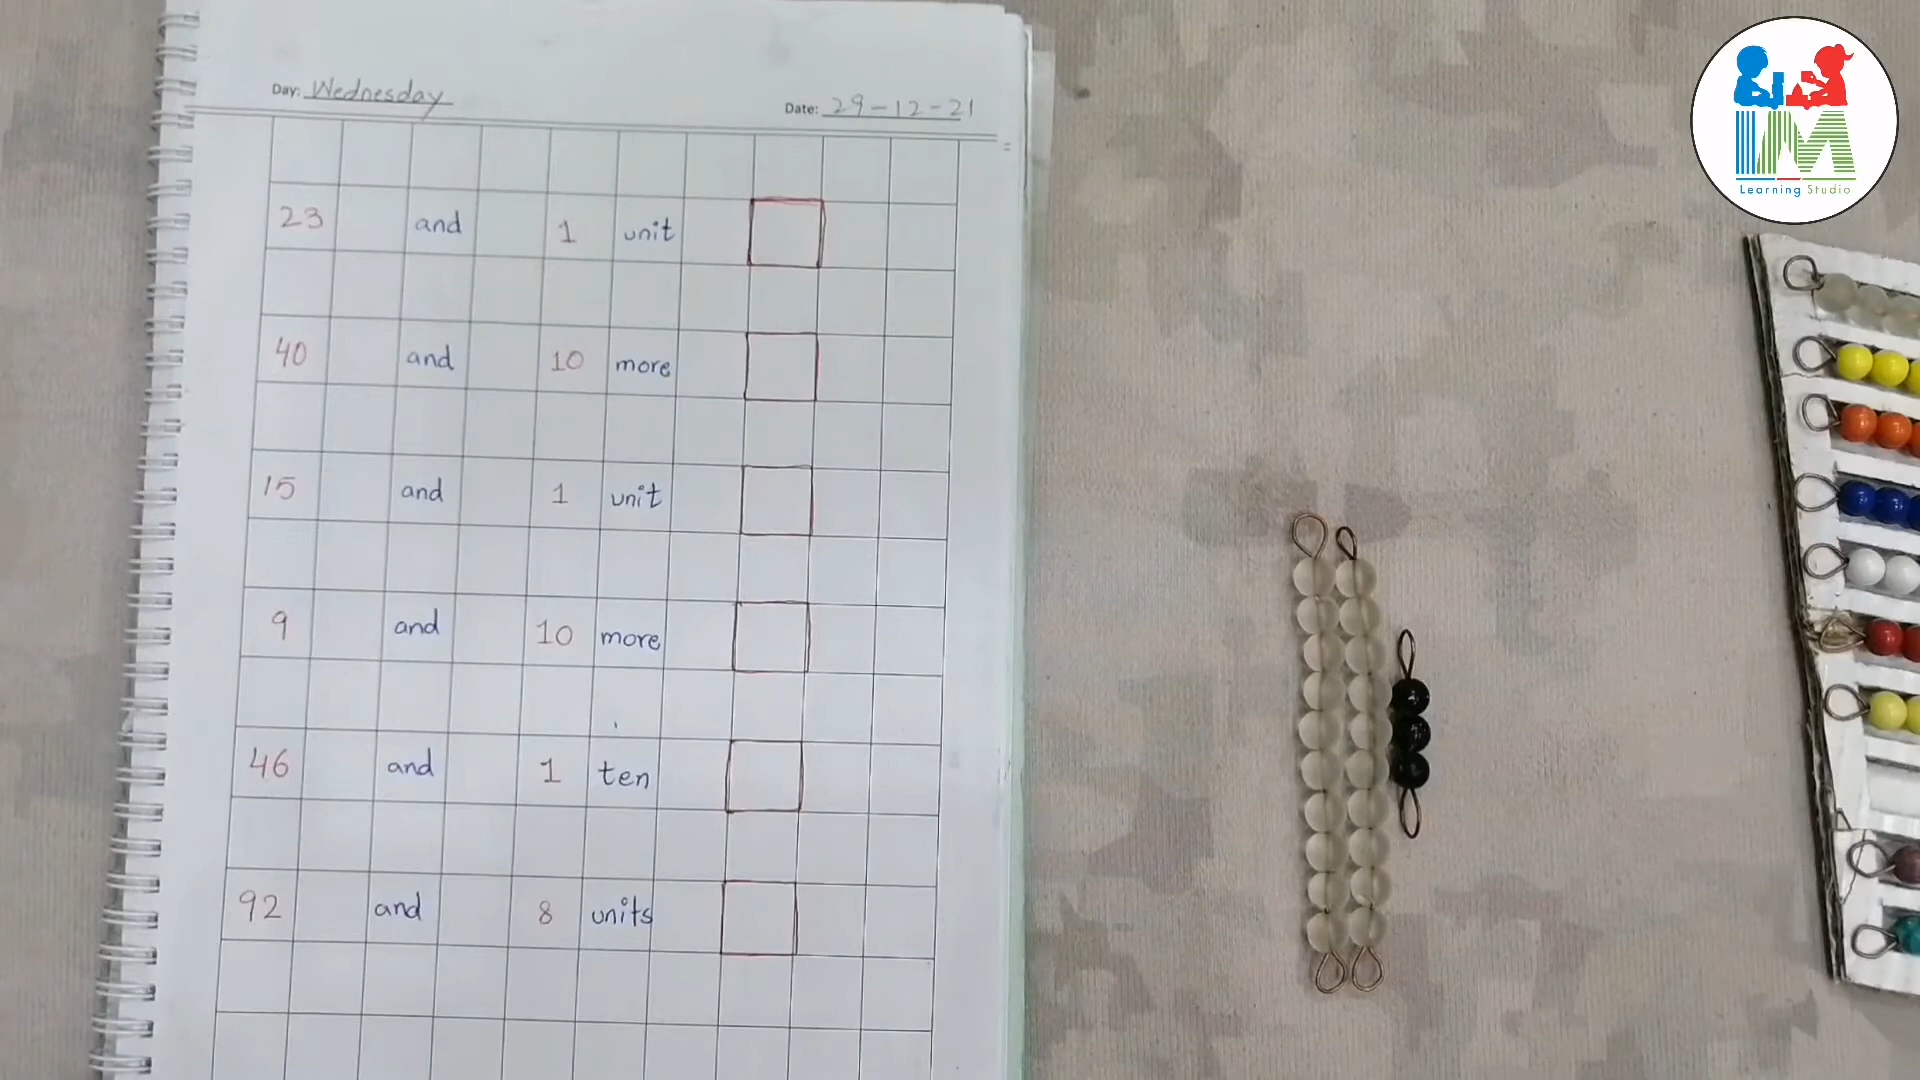 Day: Wednesday
Date: 29-12-21
23 and 1 unit
40 and 10 more
15 and 1 unit
9 and 10 more
46 and 1 ten
92 and 8 units
IM
Learning Studio